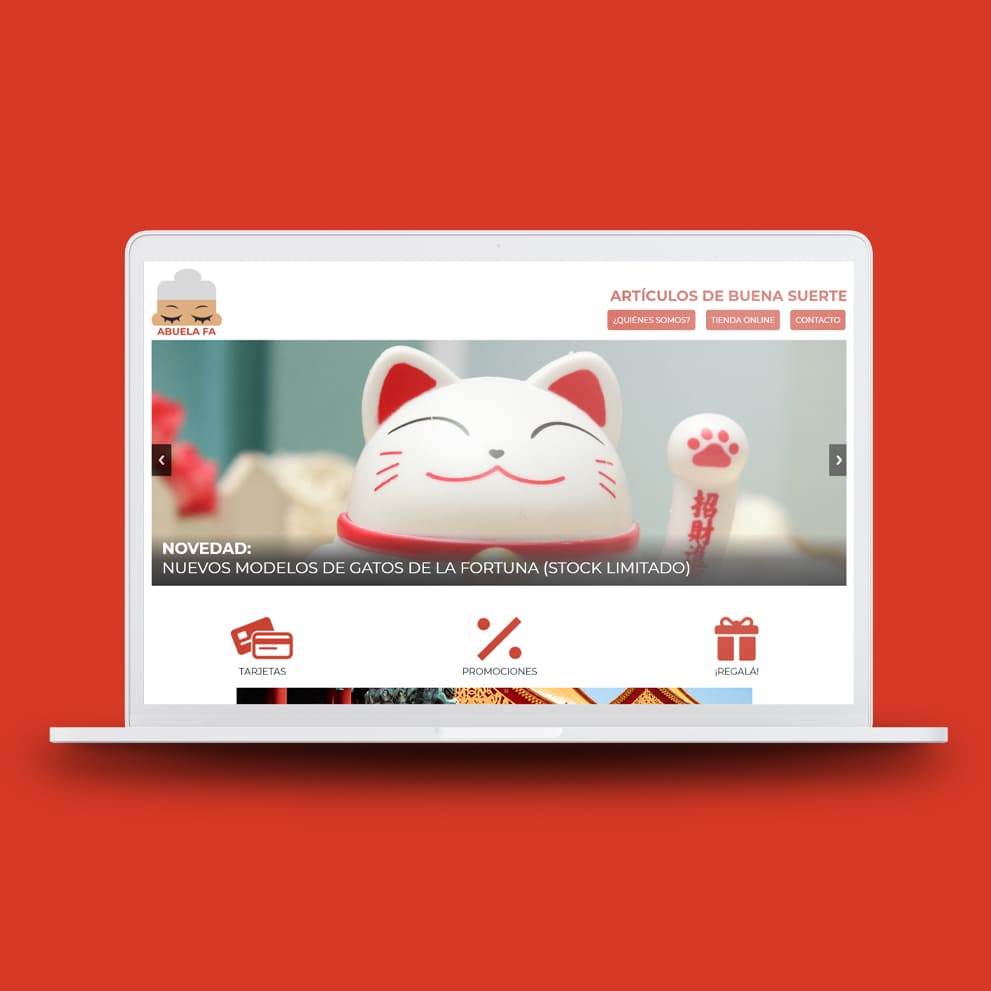 ABUELA FA
ARTÍCULOS DE BUENA SUERTE
¿QUIÉNES SOMOS?
TIENDA ONLINE
CONTACTO
招財
NOVEDAD:
NUEVOS MODELOS DE GATOS DE LA FORTUNA (STOCK LIMITADO)
TARJETAS
PROMOCIONES
¡REGALÁ!